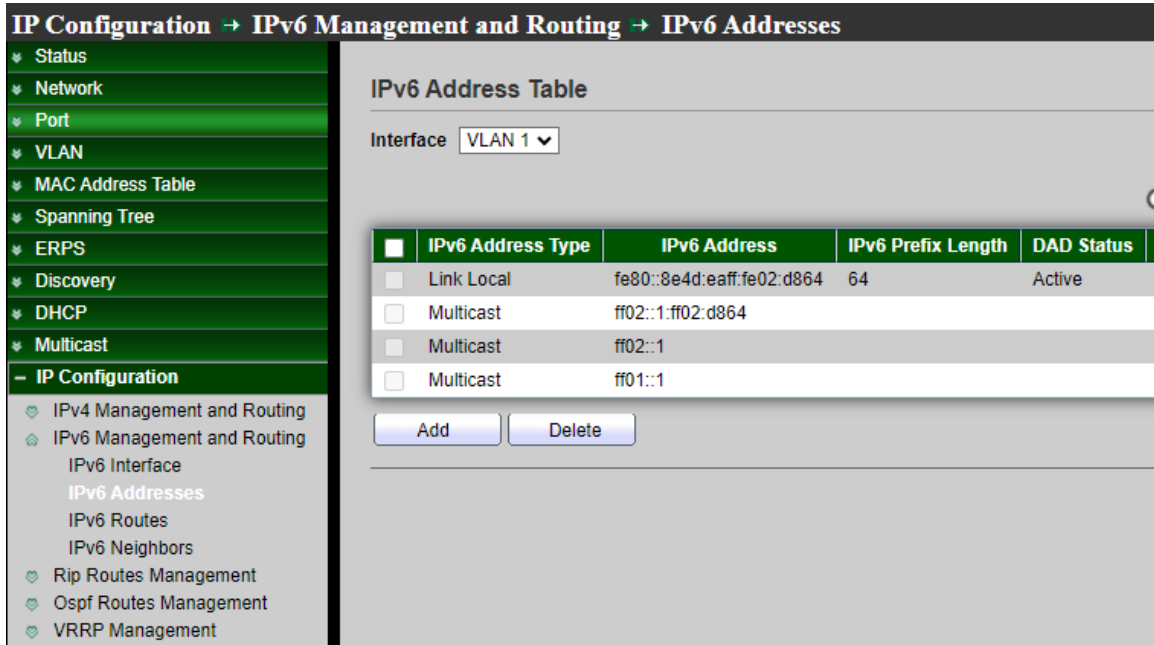 IP Configuration → IPv6 Management and Routing → IPv6 Addresses
Status
Network
Port
VLAN
MAC Address Table
Spanning Tree
ERPS
Discovery
DHCP
Multicast
IP Configuration
IPv4 Management and Routing
IPv6 Management and Routing
IPv6 Interface
IPv6 Addresses
IPv6 Routes
IPv6 Neighbors
Rip Routes Management
Ospf Routes Management
VRRP Management
IPv6 Address Table
Interface VLAN 1
IPv6 Address Type IPv6 Address IPv6 Prefix Length DAD Status
Link Local fe80::8e4d:eaff:fe02:d864 64 Active
Multicast ff02::1:ff02:d864
Multicast ff02::1
Multicast ff01::1
Add Delete